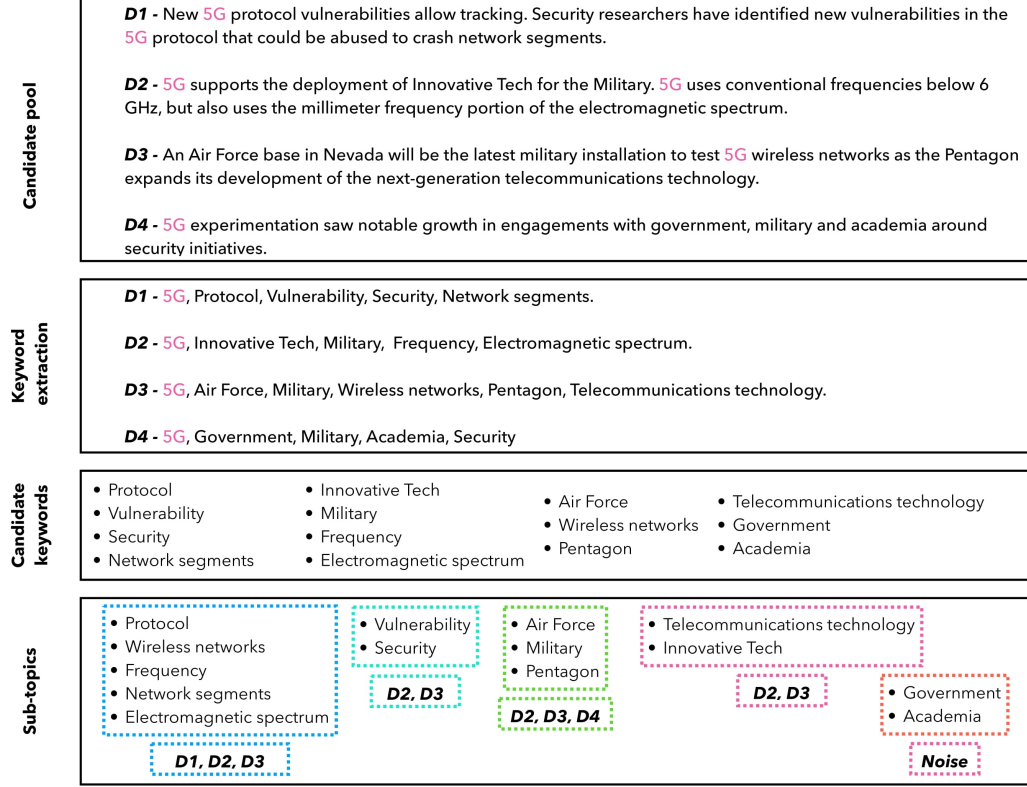 Candidate pool
D1 - New 5G protocol vulnerabilities allow tracking. Security researchers have identified new vulnerabilities in the
5G protocol that could be abused to crash network segments.
D2 - 5G supports the deployment of Innovative Tech for the Military. 5G uses conventional frequencies below 6
GHz, but also uses the millimeter frequency portion of the electromagnetic spectrum.
D3 - An Air Force base in Nevada will be the latest military installation to test 5G wireless networks as the Pentagon
expands its development of the next-generation telecommunications technology.
D4 - 5G experimentation saw notable growth in engagements with government, military and academia around
security initiatives.
Keyword
extraction
D1 - 5G, Protocol, Vulnerability, Security, Network segments.
D2 - 5G, Innovative Tech, Military, Frequency, Electromagnetic spectrum.
D3 - 5G, Air Force, Military, Wireless networks, Pentagon, Telecommunications technology.
D4 - 5G, Government, Military, Academia, Security
Candidate
keywords
• Protocol
• Vulnerability
• Security
• Network segments
• Innovative Tech
• Military
• Frequency
• Electromagnetic spectrum
• Air Force
• Wireless networks
• Pentagon
• Telecommunications technology
• Government
• Academia
Sub-topics
• Protocol
• Wireless networks
• Frequency
• Network segments
• Electromagnetic spectrum
D1, D2, D3
• Vulnerability
• Security
D2, D3
• Air Force
• Military
• Pentagon
D2, D3, D4
• Telecommunications technology
• Innovative Tech
D2, D3
• Government
• Academia
Noise